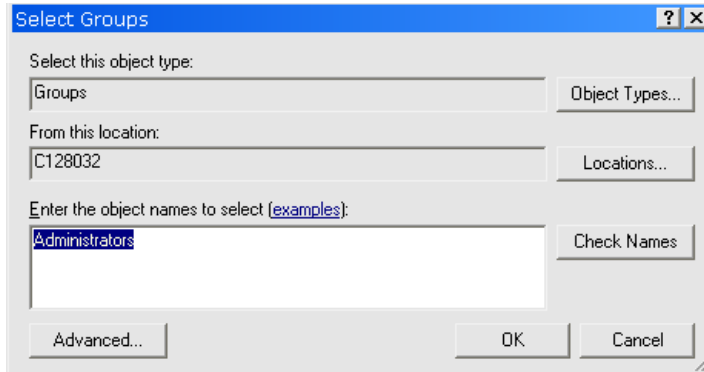 Select Groups
Select this object type:
Groups
Object Types...
From this location:
C128032
Locations...
Enter the object names to select (examples):
Administrators
Check Names
Advanced...
OK
Cancel